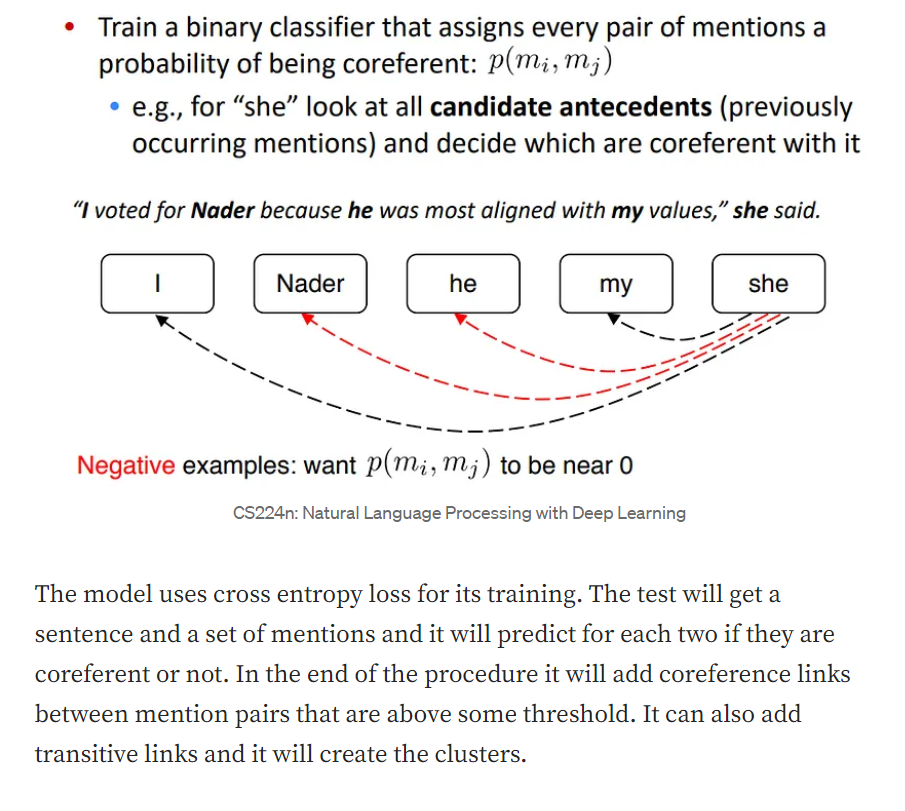 • Train a binary classifier that assigns every pair of mentions a
probability of being coreferent: p(mᵢ, mⱼ)
• e.g., for “she” look at all candidate antecedents (previously
occurring mentions) and decide which are coreferent with it
“I voted for Nader because he was most aligned with my values,” she said.
I Nader he my she
Negative examples: want p(mᵢ, mⱼ) to be near 0
CS224n: Natural Language Processing with Deep Learning
The model uses cross entropy loss for its training. The test will get a
sentence and a set of mentions and it will predict for each two if they are
coreferent or not. In the end of the procedure it will add coreference links
between mention pairs that are above some threshold. It can also add
transitive links and it will create the clusters.